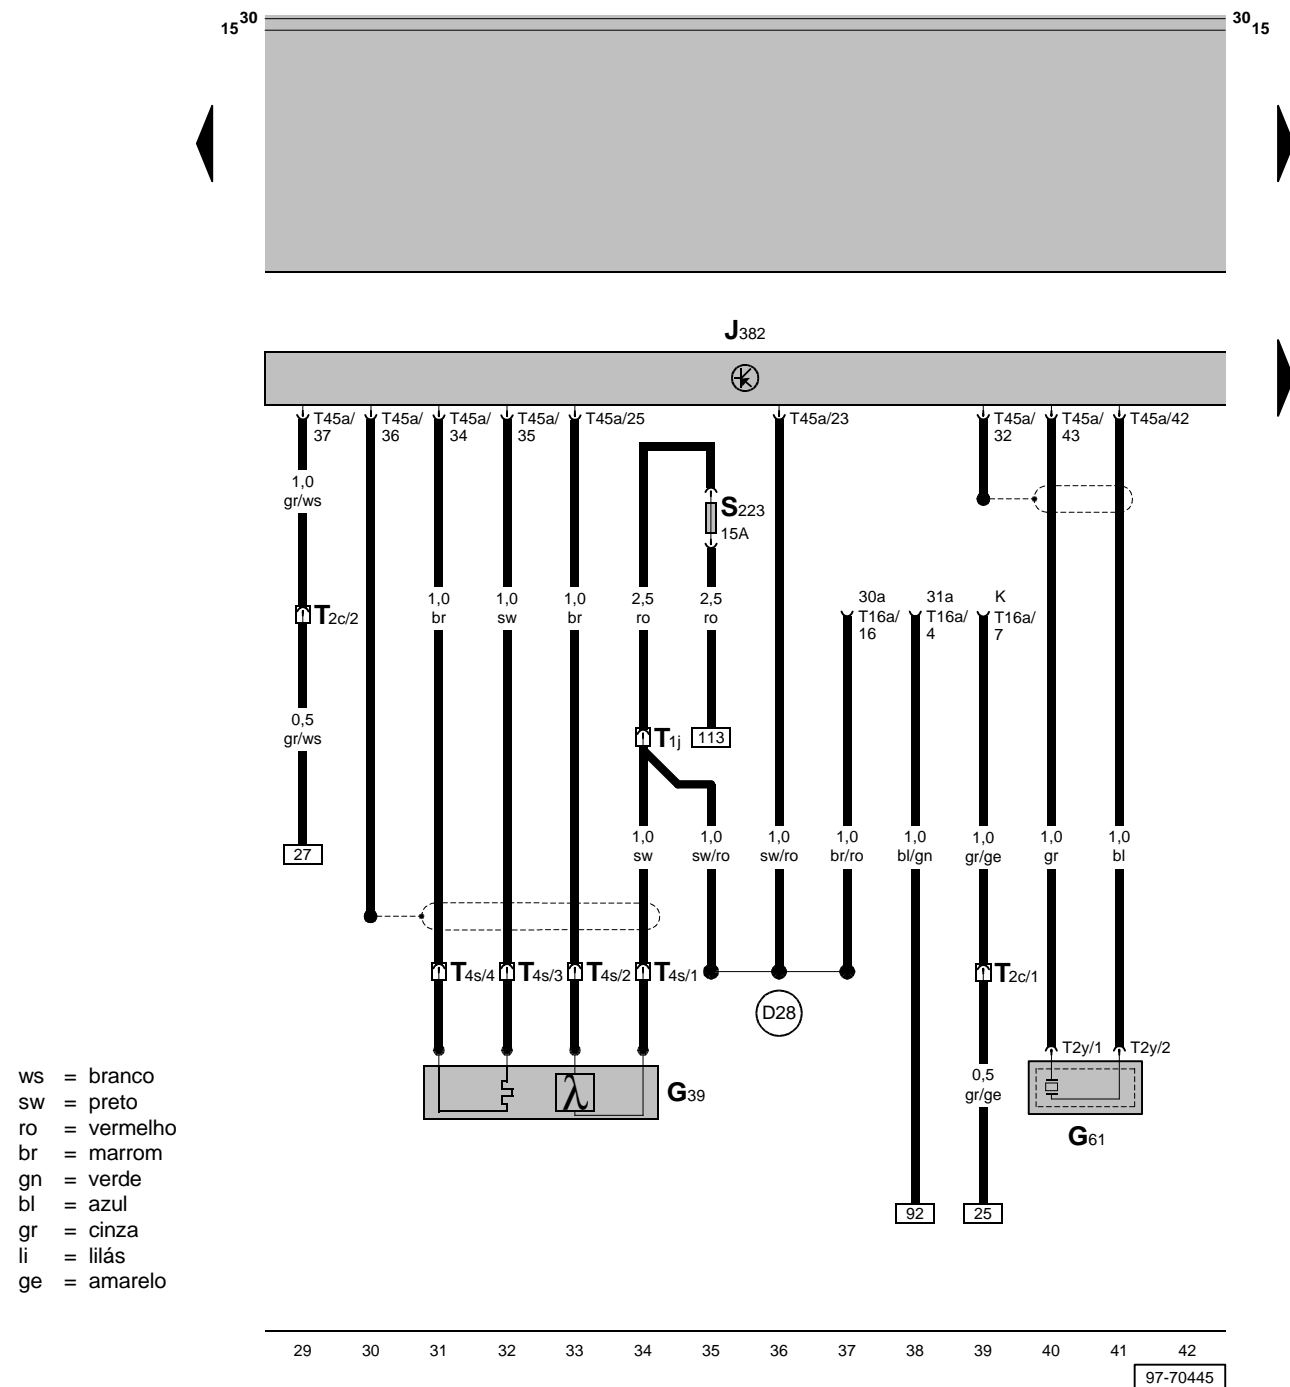 15 30
30 15
J382
T45a/
37
T45a/
36
T45a/
34
T45a/
35
T45a/25
T45a/23
T45a/
32
T45a/
43
T45a/42
1,0
gr/ws
S223
15A
1,0
br
1,0
sw
1,0
br
2,5
ro
2,5
ro
30a
T16a/
16
31a
T16a/
4
K
T16a/
7
T2c/2
0,5
gr/ws
T1j
113
27
1,0
sw
1,0
sw/ro
1,0
sw/ro
1,0
br/ro
1,0
bl/gn
1,0
gr/ge
1,0
gr
1,0
bl
T4s/4
T4s/3
T4s/2
T4s/1
T2c/1
D28
T2y/1
T2y/2
λ
G39
0,5
gr/ge
G61
92
25
ws = branco
sw = preto
ro = vermelho
br = marrom
gn = verde
bl = azul
gr = cinza
li = lilás
ge = amarelo
29 30 31 32 33 34 35 36 37 38 39 40 41 42
97-70445